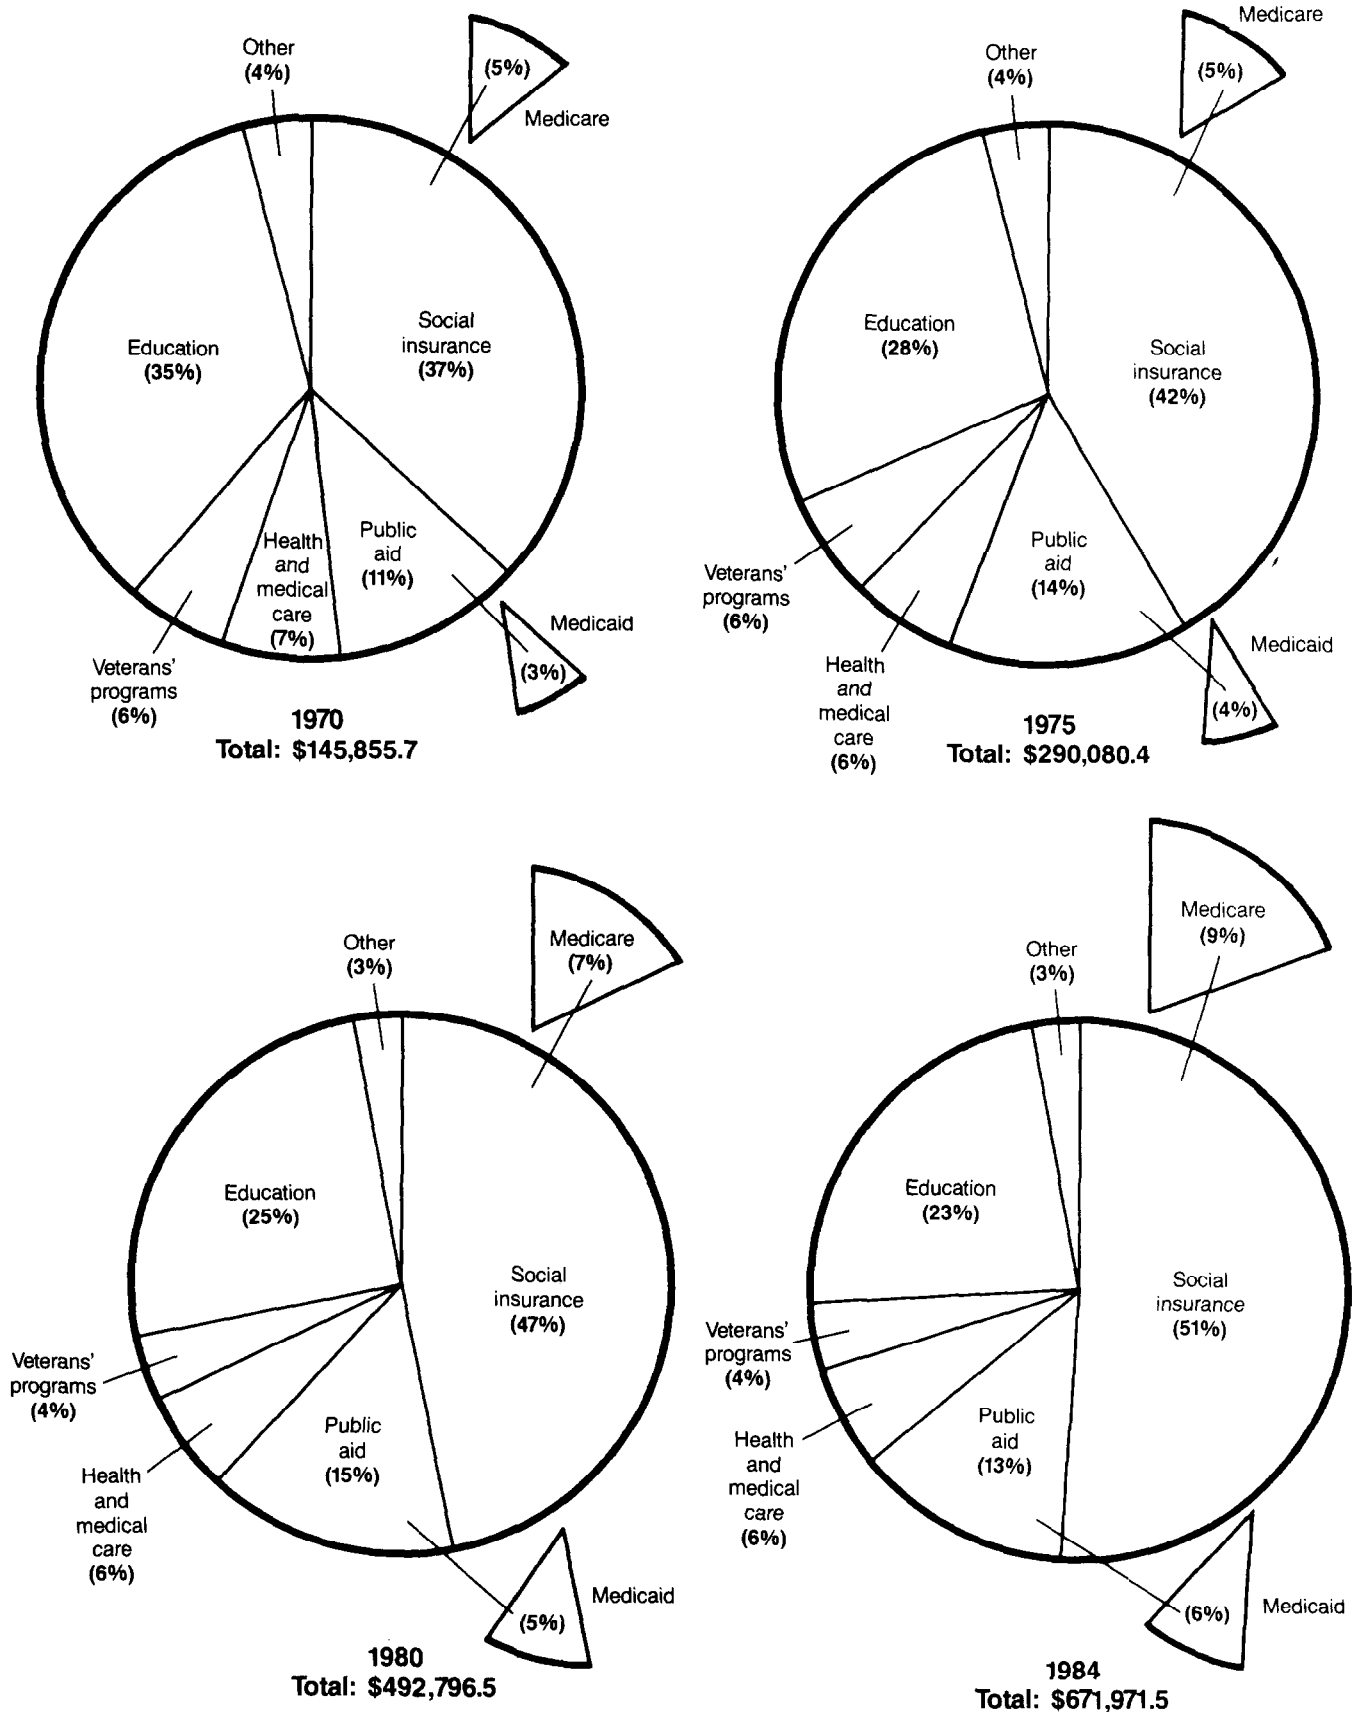 Other
(4%)
(5%)
Medicare
Education
(35%)
Social
insurance
(37%)
Public
aid
(11%)
Health
and
medical
care
(7%)
Medicaid
(3%)
Veterans'
programs
(6%)
1970
Total: $145,855.7
Medicare
(5%)
Other
(4%)
Education
(28%)
Social
insurance
(42%)
Public
aid
(14%)
Veterans'
programs
(6%)
Health
and
medical
care
(6%)
Medicaid
(4%)
1975
Total: $290,080.4
Medicare
(7%)
Other
(3%)
Education
(25%)
Social
insurance
(47%)
Veterans'
programs
(4%)
Public
aid
(15%)
Health
and
medical
care
(6%)
Medicaid
(5%)
1980
Total: $492,796.5
Medicare
(9%)
Other
(3%)
Education
(23%)
Social
insurance
(51%)
Veterans'
programs
(4%)
Public
aid
(13%)
Health
and
medical
care
(6%)
Medicaid
(6%)
1984
Total: $671,971.5